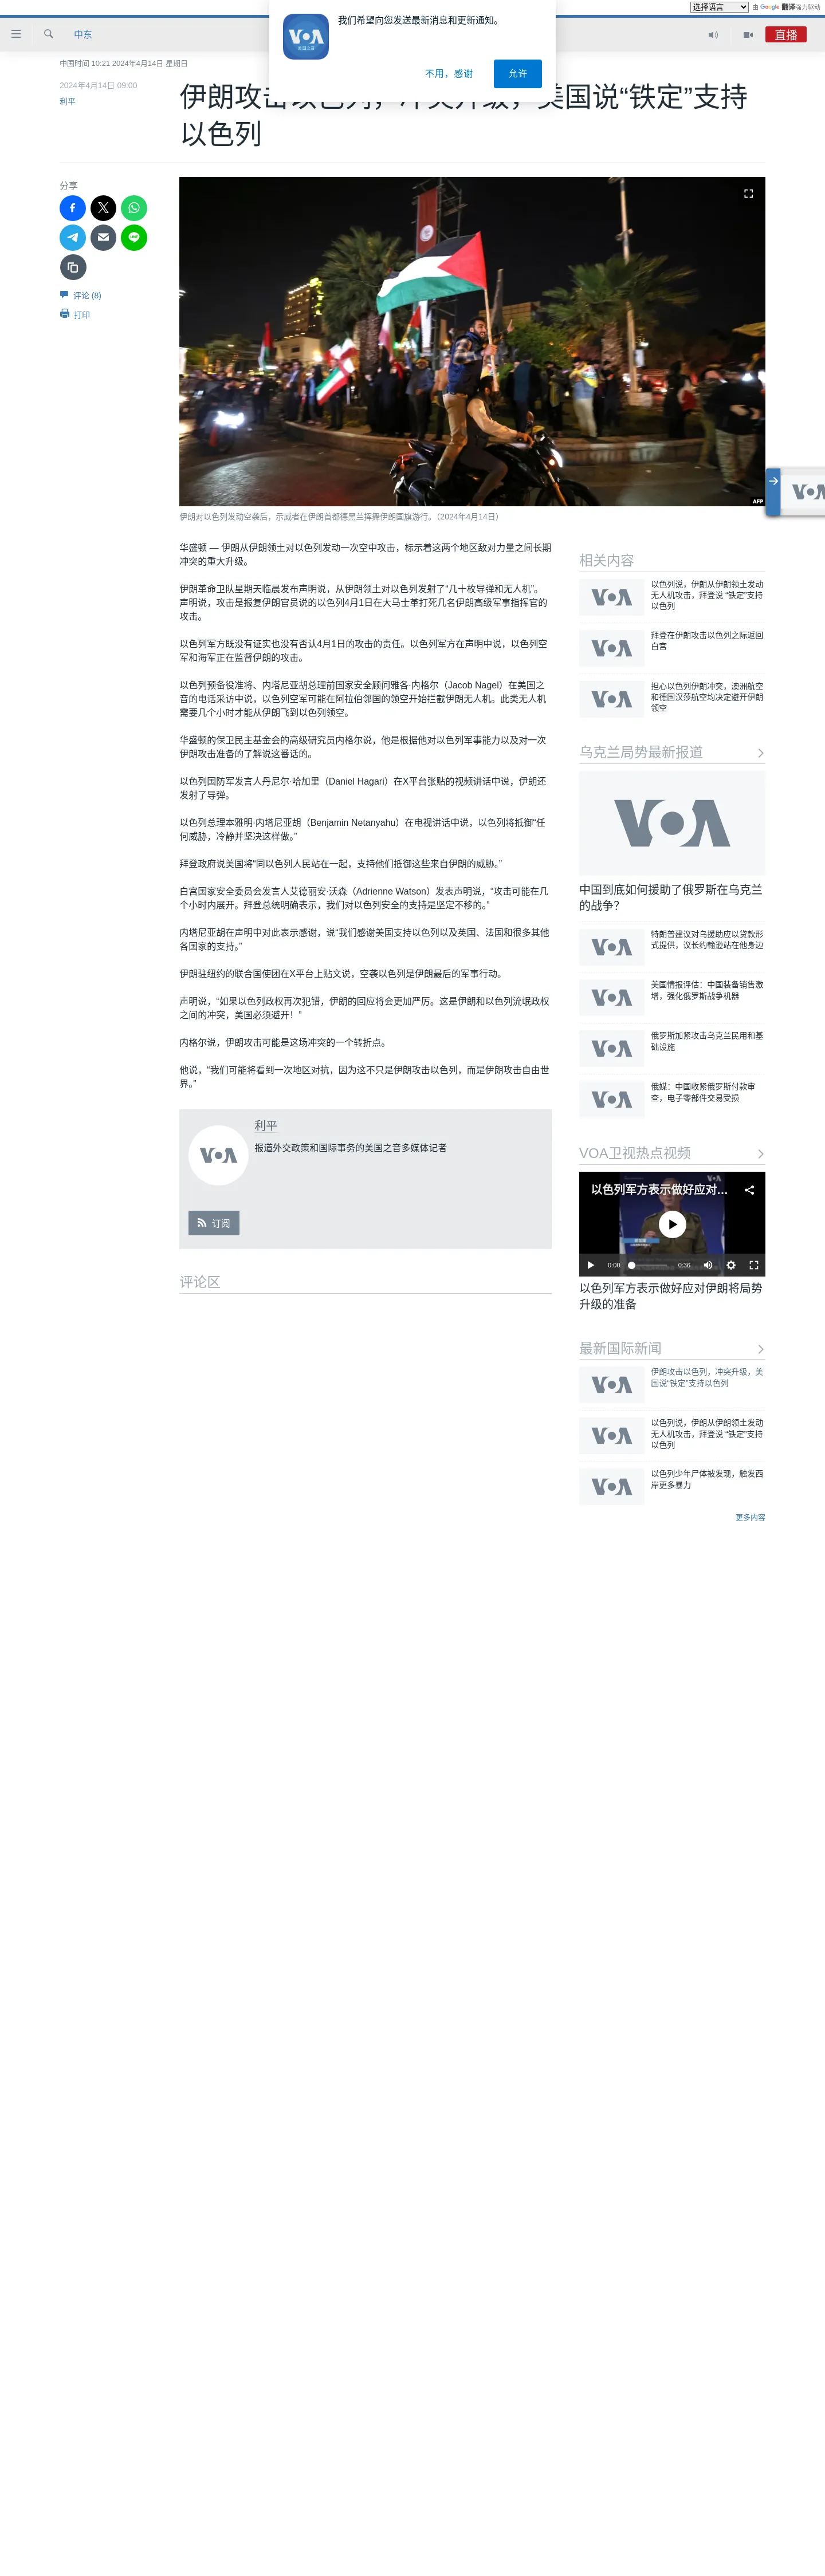 选择语言 由 Google 翻译强力驱动
我们希望向您发送最新消息和更新通知。
不用，感谢
允许
VOA
美国之音
中东
直播
中国时间 10:21 2024年4月14日 星期日
2024年4月14日 09:00
利平
伊朗攻击以色列，冲突升级，美国说“铁定”支持
以色列
分享
LINE
评论 (8)
打印
AFP
伊朗对以色列发动空袭后，示威者在伊朗首都德黑兰挥舞伊朗国旗游行。（2024年4月14日）
华盛顿 — 伊朗从伊朗领土对以色列发动一次空中攻击，标示着这两个地区敌对力量之间长期
冲突的重大升级。
伊朗革命卫队星期天临晨发布声明说，从伊朗领土对以色列发射了“几十枚导弹和无人机”。
声明说，攻击是报复伊朗官员说的以色列4月1日在大马士革打死几名伊朗高级军事指挥官的
攻击。
以色列军方既没有证实也没有否认4月1日的攻击的责任。以色列军方在声明中说，以色列空
军和海军正在监督伊朗的攻击。
以色列预备役准将、内塔尼亚胡总理前国家安全顾问雅各·内格尔（Jacob Nagel）在美国之
音的电话采访中说，以色列空军可能在阿拉伯邻国的领空开始拦截伊朗无人机。此类无人机
需要几个小时才能从伊朗飞到以色列领空。
华盛顿的保卫民主基金会的高级研究员内格尔说，他是根据他对以色列军事能力以及对一次
伊朗攻击准备的了解说这番话的。
以色列国防军发言人丹尼尔·哈加里（Daniel Hagari）在X平台张贴的视频讲话中说，伊朗还
发射了导弹。
以色列总理本雅明·内塔尼亚胡（Benjamin Netanyahu）在电视讲话中说，以色列将抵御“任
何威胁，冷静并坚决这样做。”
拜登政府说美国将“同以色列人民站在一起，支持他们抵御这些来自伊朗的威胁。”
白宫国家安全委员会发言人艾德丽安·沃森（Adrienne Watson）发表声明说，“攻击可能在几
个小时内展开。拜登总统明确表示，我们对以色列安全的支持是坚定不移的。”
内塔尼亚胡在声明中对此表示感谢，说“我们感谢美国支持以色列以及英国、法国和很多其他
各国家的支持。”
伊朗驻纽约的联合国使团在X平台上贴文说，空袭以色列是伊朗最后的军事行动。
声明说，“如果以色列政权再次犯错，伊朗的回应将会更加严厉。这是伊朗和以色列流氓政权
之间的冲突，美国必须避开！”
内格尔说，伊朗攻击可能是这场冲突的一个转折点。
他说，“我们可能将看到一次地区对抗，因为这不只是伊朗攻击以色列，而是伊朗攻击自由世
界。”
VOA
利平
报道外交政策和国际事务的美国之音多媒体记者
订阅
评论区
VOA
相关内容
VOA
以色列说，伊朗从伊朗领土发动
无人机攻击，拜登说 “铁定”支持
以色列
VOA
拜登在伊朗攻击以色列之际返回
白宫
VOA
担心以色列伊朗冲突，澳洲航空
和德国汉莎航空均决定避开伊朗
领空
乌克兰局势最新报道
VOA
中国到底如何援助了俄罗斯在乌克兰
的战争？
VOA
特朗普建议对乌援助应以贷款形
式提供，议长约翰逊站在他身边
VOA
美国情报评估：中国装备销售激
增，强化俄罗斯战争机器
VOA
俄罗斯加紧攻击乌克兰民用和基
础设施
VOA
俄媒：中国收紧俄罗斯付款审
查，电子零部件交易受损
VOA卫视热点视频
以色列军方表示做好应对…
VOA
0:00
0:36
以色列军方表示做好应对伊朗将局势
升级的准备
最新国际新闻
VOA
伊朗攻击以色列，冲突升级，美
国说“铁定”支持以色列
VOA
以色列说，伊朗从伊朗领土发动
无人机攻击，拜登说 “铁定”支持
以色列
VOA
以色列少年尸体被发现，触发西
岸更多暴力
更多内容